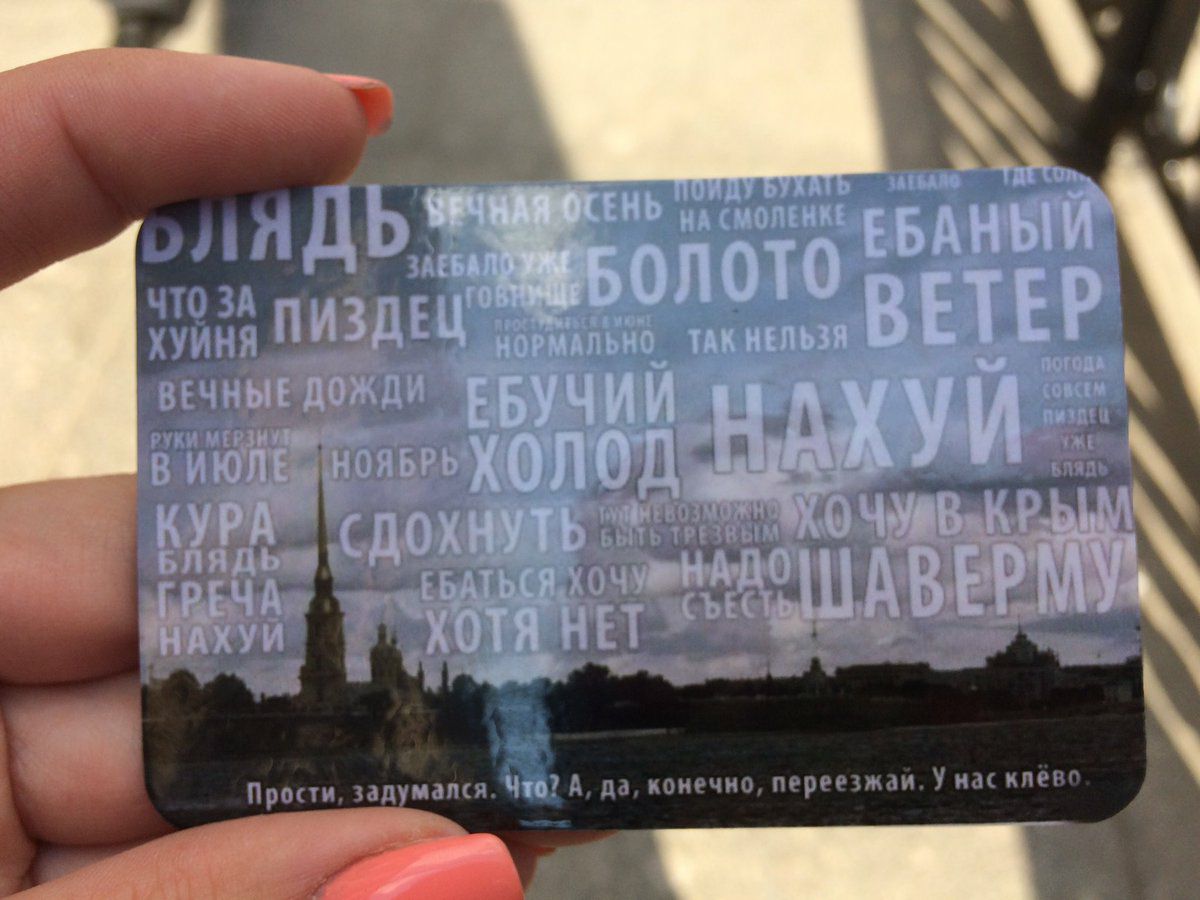 БЛЯДЬ
ВЕЧНАЯ ОСЕНЬ
ПОЙДУ БУХАТЬ
НА СМОЛЕНКЕ
ЗАЕБАЛО
ГДЕ
ЕБАНЫЙ
ВЕТЕР
ЗАЕБАЛО УЖЕ
ГОВНИЩЕ
БОЛОТО
ЧТО ЗА
ХУЙНЯ
ПИЗДЕЦ
ПРОСТУДИТЬСЯ В ИЮНЕ
НОРМАЛЬНО
ТАК НЕЛЬЗЯ
ВЕЧНЫЕ ДОЖДИ
ЕБУЧИЙ
ХОЛОД
НАХУЙ
ПОГОДА
СОВСЕМ
ПИЗДЕЦ
УЖЕ
БЛЯДЬ
РУКИ МЕРЗНУТ
В ИЮЛЕ
НОЯБРЬ
КУРА
БЛЯДЬ
ГРЕЧА
НАХУЙ
СДОХНУТЬ
ТУТ НЕВОЗМОЖНО
БЫТЬ ТРЕЗВЫМ
ХОЧУ В КРЫМ
ЕБАТЬСЯ ХОЧУ
ХОТЯ НЕТ
НАДО
СЪЕСТЬ
ШАВЕРМУ
Прости, задумался. Что? А, да, конечно, переезжай. У нас клёво.